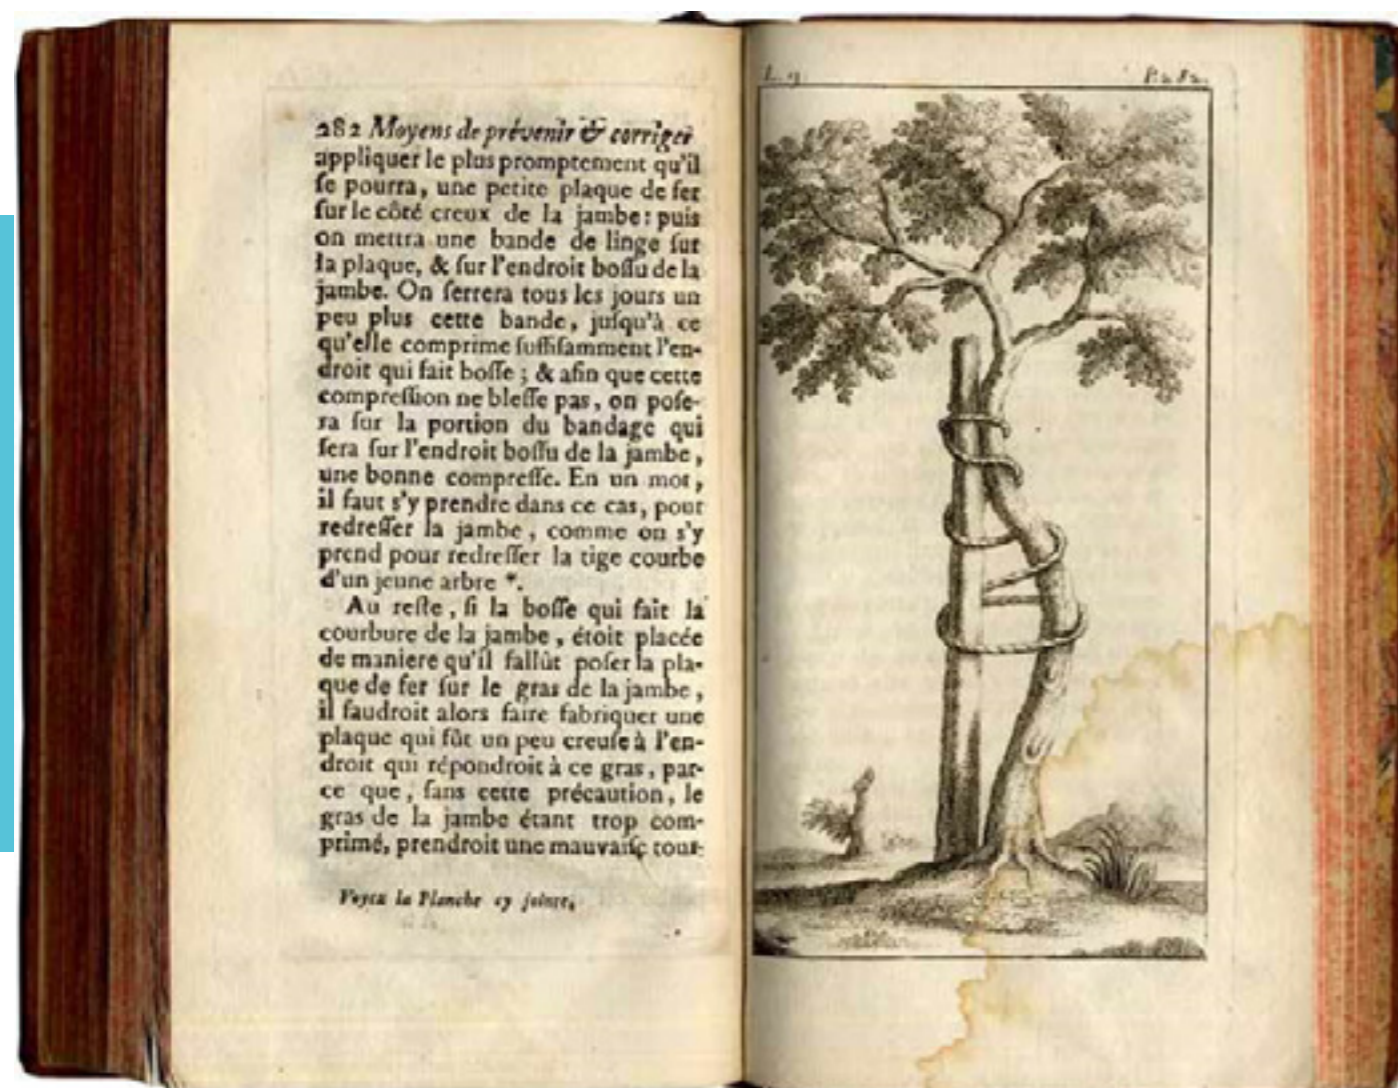 282 Moyens de prévenir & corriger
appliquer le plus promptement qu'il
ſe pourra, une petite plaque de fer
ſur le côté creux de la jambe: puis
on mettra une bande de linge ſur
la plaque, & ſur l'endroit boſſu de la
jambe. On ſerrera tous les jours un
peu plus cette bande, juſqu'à ce
qu'elle comprime ſuffiſamment l'en-
droit qui fait boſſe; & afin que cette
compreſſion ne bleſſe pas, on poſe-
ra ſur la portion du bandage qui
ſera ſur l'endroit boſſu de la jambe,
une bonne compreſſe. En un mot,
il faut s'y prendre dans ce cas, pour
redreſſer la jambe, comme on s'y
prend pour redreſſer la tige courbe
d'un jeune arbre *.
Au reſte, ſi la boſſe qui fait la
courbure de la jambe, étoit placée
de maniere qu'il fallût poſer la pla-
que de fer ſur le gras de la jambe,
il faudroit alors faire fabriquer une
plaque qui fût un peu creuſe à l'en-
droit qui répondroit à ce gras, par-
ce que, ſans cette précaution, le
gras de la jambe étant trop com-
primé, prendroit une mauvaiſe tour-
Voyez la Planche cy jointe,
P. 282.